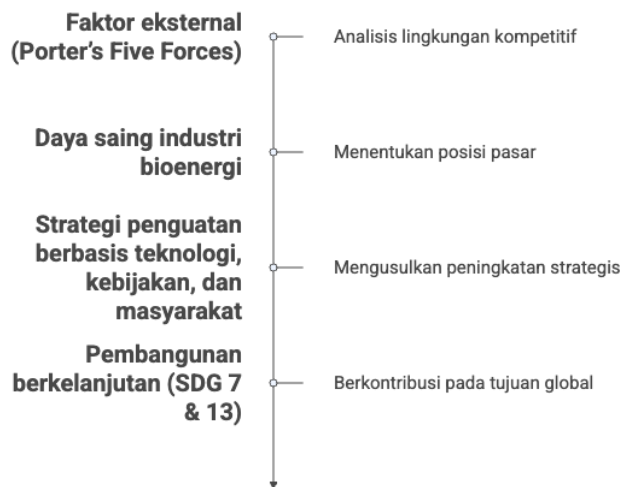 Faktor eksternal
(Porter's Five Forces)
Analisis lingkungan kompetitif
Daya saing industri
bioenergi
Menentukan posisi pasar
Strategi penguatan
berbasis teknologi,
kebijakan, dan
masyarakat
Mengusulkan peningkatan strategis
Pembangunan
berkelanjutan (SDG 7
& 13)
Berkontribusi pada tujuan global